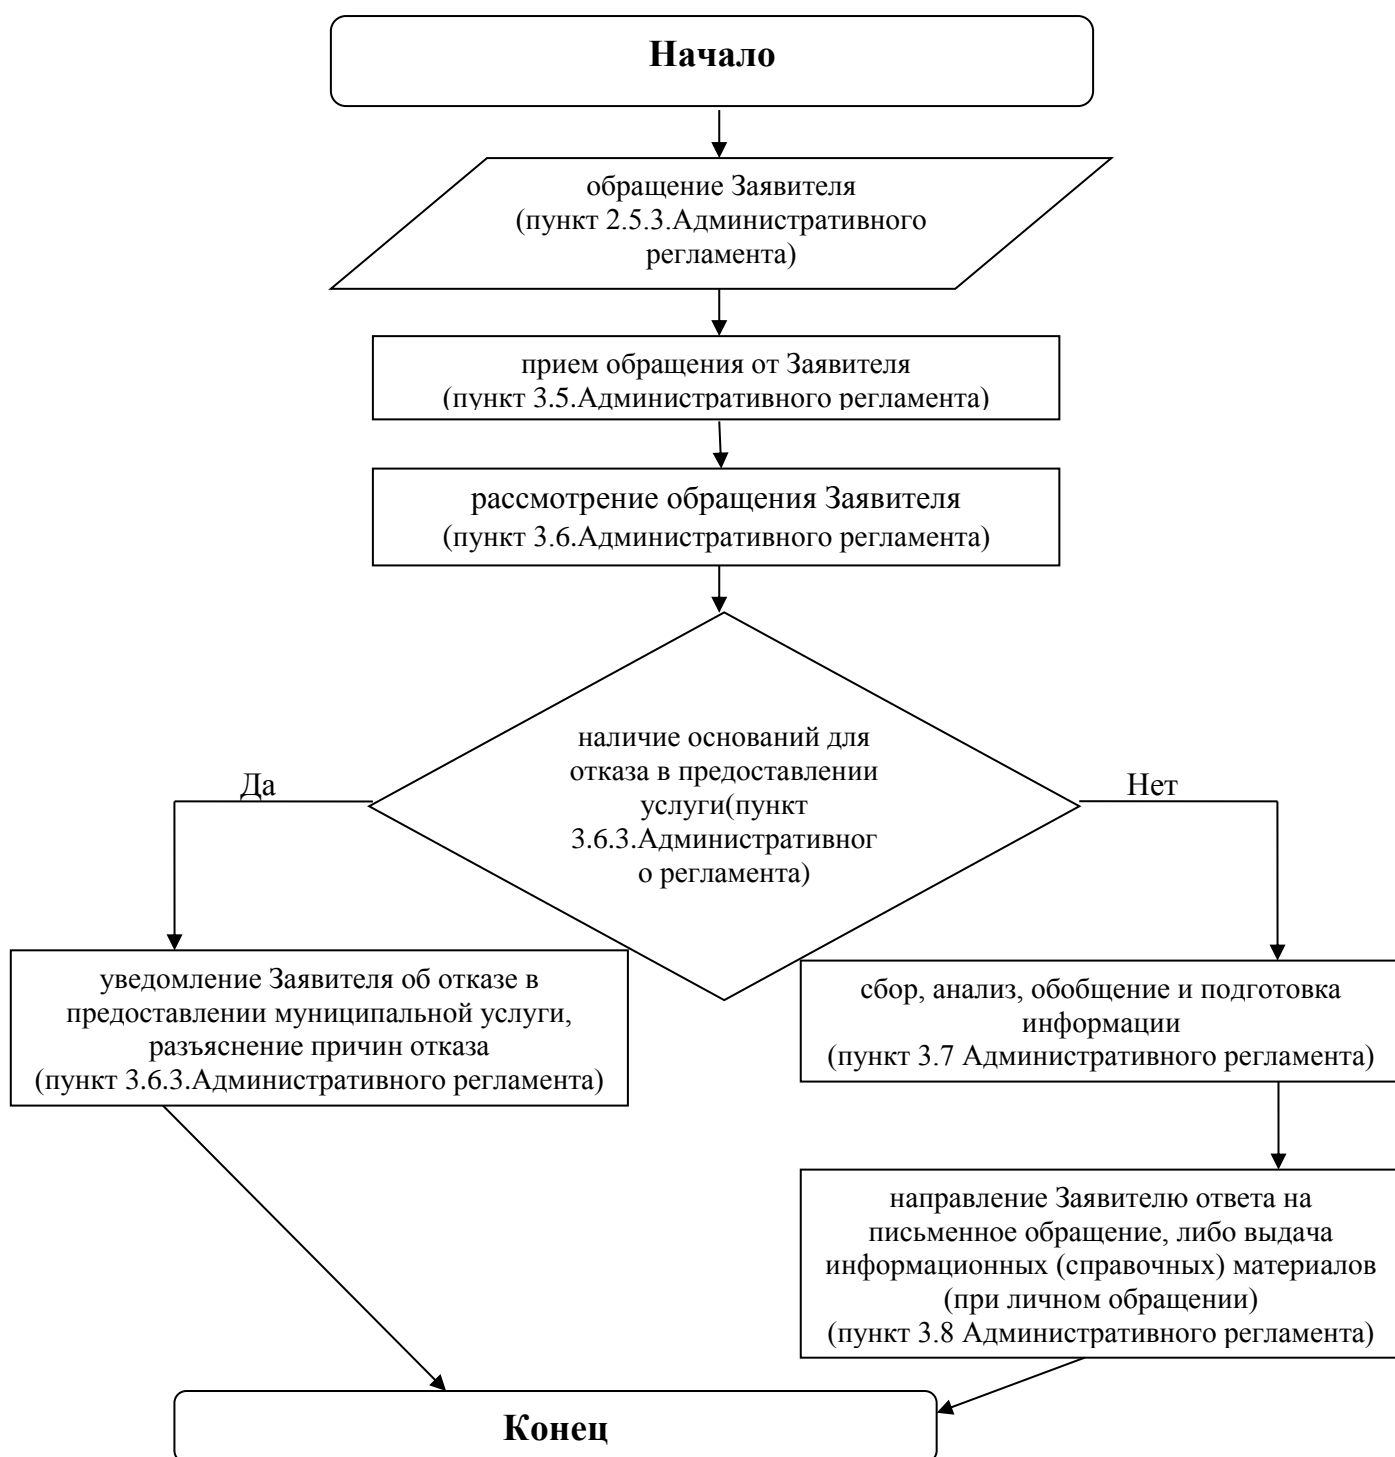 Начало
обращение Заявителя
(пункт 2.5.3.Административного
регламента)
прием обращения от Заявителя
(пункт 3.5.Административного регламента)
рассмотрение обращения Заявителя
(пункт 3.6.Административного регламента)
наличие оснований для
отказа в предоставлении
услуги(пункт
3.6.3.Административног
о регламента)
Да
Нет
уведомление Заявителя об отказе в
предоставлении муниципальной услуги,
разъяснение причин отказа
(пункт 3.6.3.Административного регламента)
сбор, анализ, обобщение и подготовка
информации
(пункт 3.7 Административного регламента)
направление Заявителю ответа на
письменное обращение, либо выдача
информационных (справочных) материалов
(при личном обращении)
(пункт 3.8 Административного регламента)
Конец